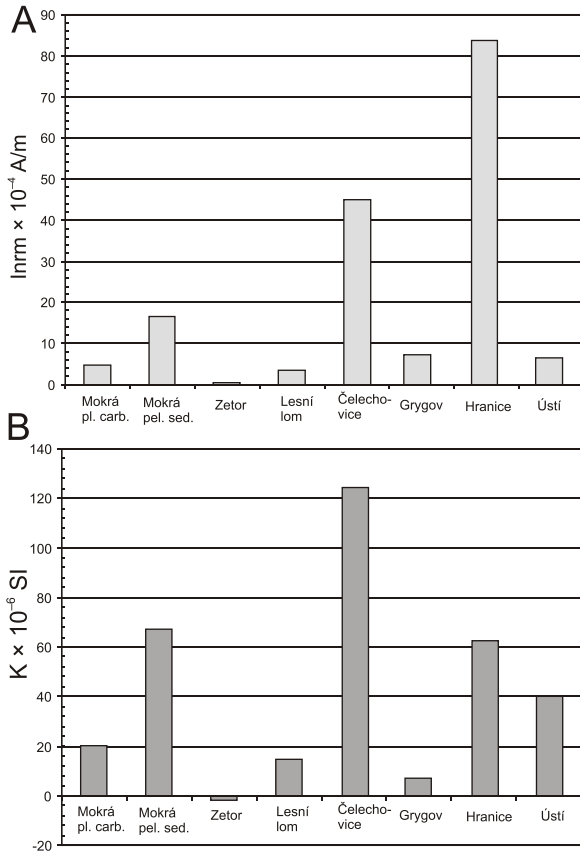 A
90
80
70
60
50
40
30
20
10
0
Inrm × 10⁻⁴ A/m
Mokrá
pl. carb.
Mokrá
pel. sed.
Zetor
Lesní
lom
Čelecho-
vice
Grygov
Hranice
Ústí
B
140
120
100
80
60
40
20
0
-20
K × 10⁻⁶ SI
Mokrá
pl. carb.
Mokrá
pel. sed.
Zetor
Lesní
lom
Čelecho-
vice
Grygov
Hranice
Ústí